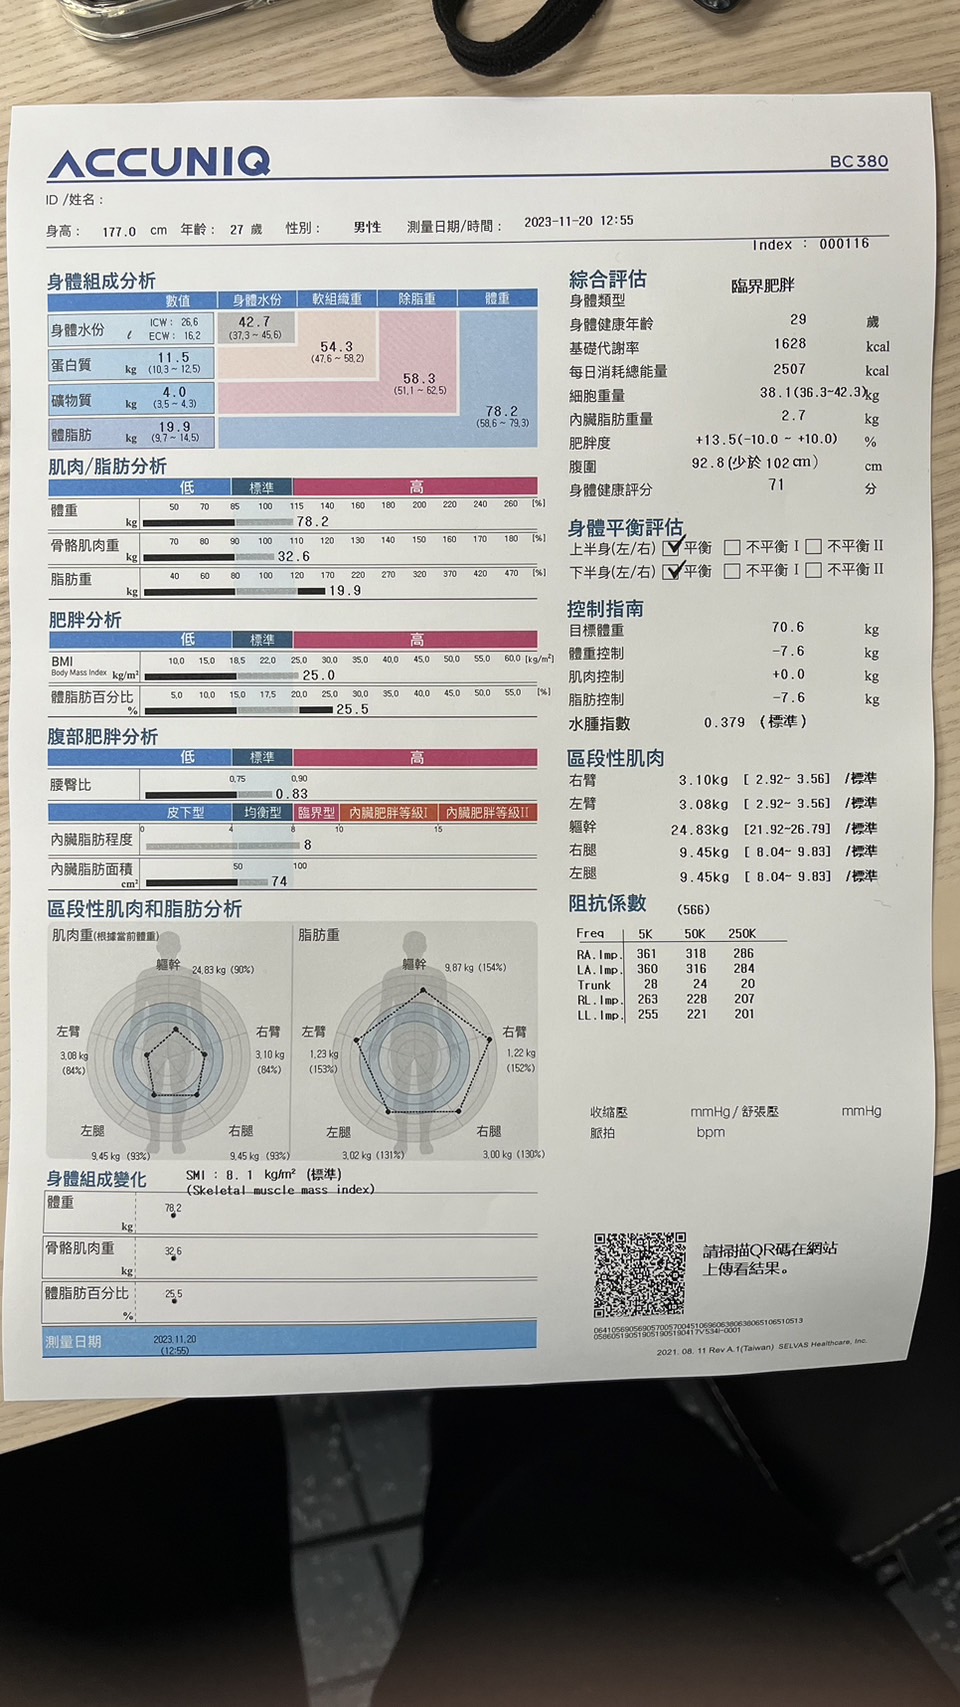 ACCUNIQ
BC380
ID /姓名：
身高： 177.0 cm 年齡： 27 歲 性別： 男性 測量日期/時間： 2023-11-20 12:55
Index : 000116
身體組成分析
數值 身體水份 軟組織重 除脂重 體重
身體水份 ℓ ICW: 26,6 ECW: 16,2 42.7 (37,3 ~ 45,6)
蛋白質 kg 11.5 (10,3 ~ 12,5) 54.3 (47,6 ~ 58,2)
礦物質 kg 4.0 (3,5 ~ 4,3) 58.3 (51,1 ~ 62,5)
體脂肪 kg 19.9 (9,7 ~ 14,5) 78.2 (58,6 ~ 79,3)
肌肉/脂肪分析
低 標準 高
體重 kg 50 70 85 100 115 140 160 180 200 220 240 260 [%]
78.2
骨骼肌肉重 kg 70 80 90 100 110 120 130 140 150 160 170 180 [%]
32.6
脂肪重 kg 40 60 80 100 120 170 220 270 320 370 420 470 [%]
19.9
肥胖分析
低 標準 高
BMI 10,0 15,0 18,5 22,0 25,0 30,0 35,0 40,0 45,0 50,0 55,0 60,0 [kg/m²]
Body Mass Index kg/m² 25.0
體脂肪百分比 % 5,0 10,0 15,0 17,5 20,0 25,0 30,0 35,0 40,0 45,0 50,0 55,0 [%]
25.5
腹部肥胖分析
低 標準 高
腰臀比 0,75 0,90
0.83
皮下型 均衡型 臨界型 內臟肥胖等級I 內臟肥胖等級II
內臟脂肪程度 0 4 8 10 15
8
內臟脂肪面積 cm² 50 100
74
區段性肌肉和脂肪分析
肌肉重(根據當前體重)
軀幹 24,83 kg (90%)
左臂 3,08 kg (84%)
右臂 3,10 kg (84%)
左腿 9,45 kg (93%)
右腿 9,45 kg (93%)
脂肪重
軀幹 9,87 kg (154%)
左臂 1,23 kg (153%)
右臂 1,22 kg (152%)
左腿 3,02 kg (131%)
右腿 3,00 kg (130%)
身體組成變化
SMI : 8. 1 kg/m² (標準)
(Skeletal muscle mass index)
體重 kg 78,2
骨骼肌肉重 kg 32,6
體脂肪百分比 % 25,5
測量日期 2023.11,20 (12:55)
綜合評估
身體類型 臨界肥胖
身體健康年齡 29 歲
基礎代謝率 1628 kcal
每日消耗總能量 2507 kcal
細胞重量 38.1(36.3~42.3)kg
內臟脂肪重量 2.7 kg
肥胖度 +13.5(-10.0 ~ +10.0) %
腹圍 92.8(少於 102 cm) cm
身體健康評分 71 分
身體平衡評估
上半身(左/右) 平衡 不平衡 I 不平衡 II
下半身(左/右) 平衡 不平衡 I 不平衡 II
控制指南
目標體重 70.6 kg
體重控制 -7.6 kg
肌肉控制 +0.0 kg
脂肪控制 -7.6 kg
水腫指數 0.379 (標準)
區段性肌肉
右臂 3.10kg [ 2.92~ 3.56] /標準
左臂 3.08kg [ 2.92~ 3.56] /標準
軀幹 24.83kg [21.92~26.79] /標準
右腿 9.45kg [ 8.04~ 9.83] /標準
左腿 9.45kg [ 8.04~ 9.83] /標準
阻抗係數 (566)
Freq 5K 50K 250K
RA.Imp. 361 318 286
LA.Imp. 360 316 284
Trunk 28 24 20
RL.Imp. 263 228 207
LL.Imp. 255 221 201
收縮壓 mmHg / 舒張壓 mmHg
脈拍 bpm
請掃描QR碼在網站
上傳看結果。
2021. 08. 11 Rev A.1(Taiwan) SELVAS Healthcare, Inc.